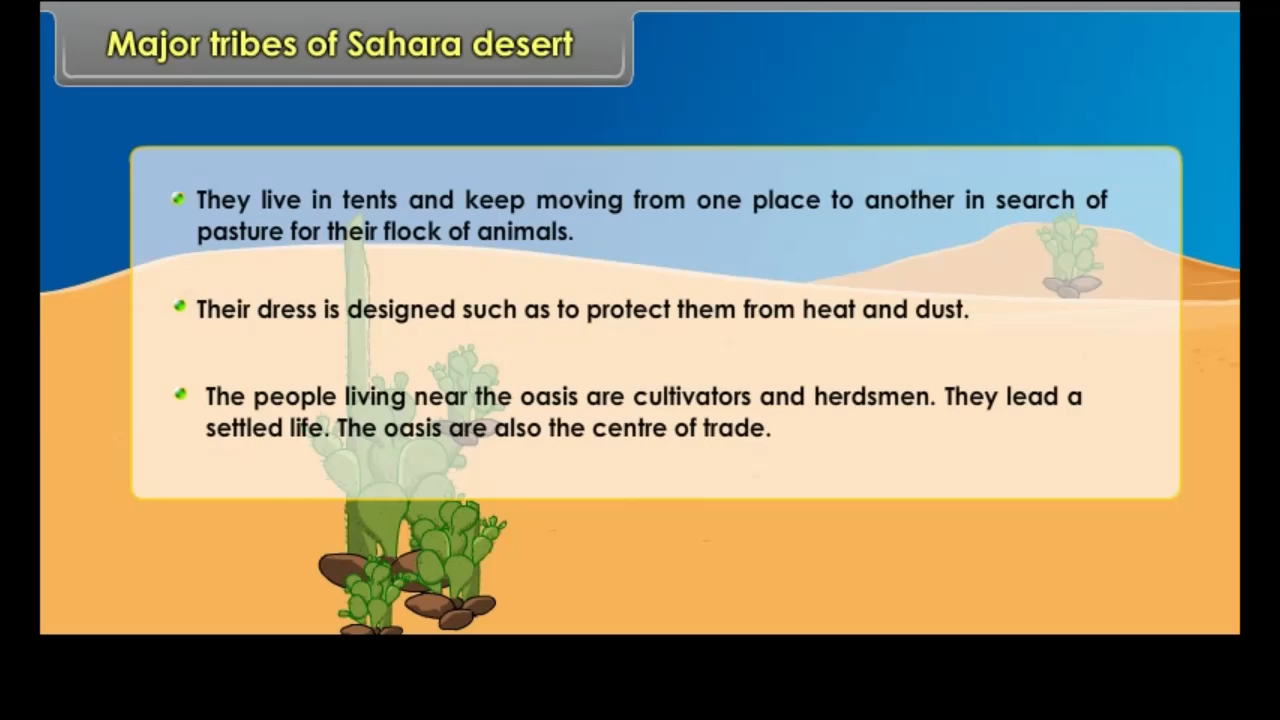 Major tribes of Sahara desert
They live in tents and keep moving from one place to another in search of
pasture for their flock of animals.
Their dress is designed such as to protect them from heat and dust.
The people living near the oasis are cultivators and herdsmen. They lead a
settled life. The oasis are also the centre of trade.